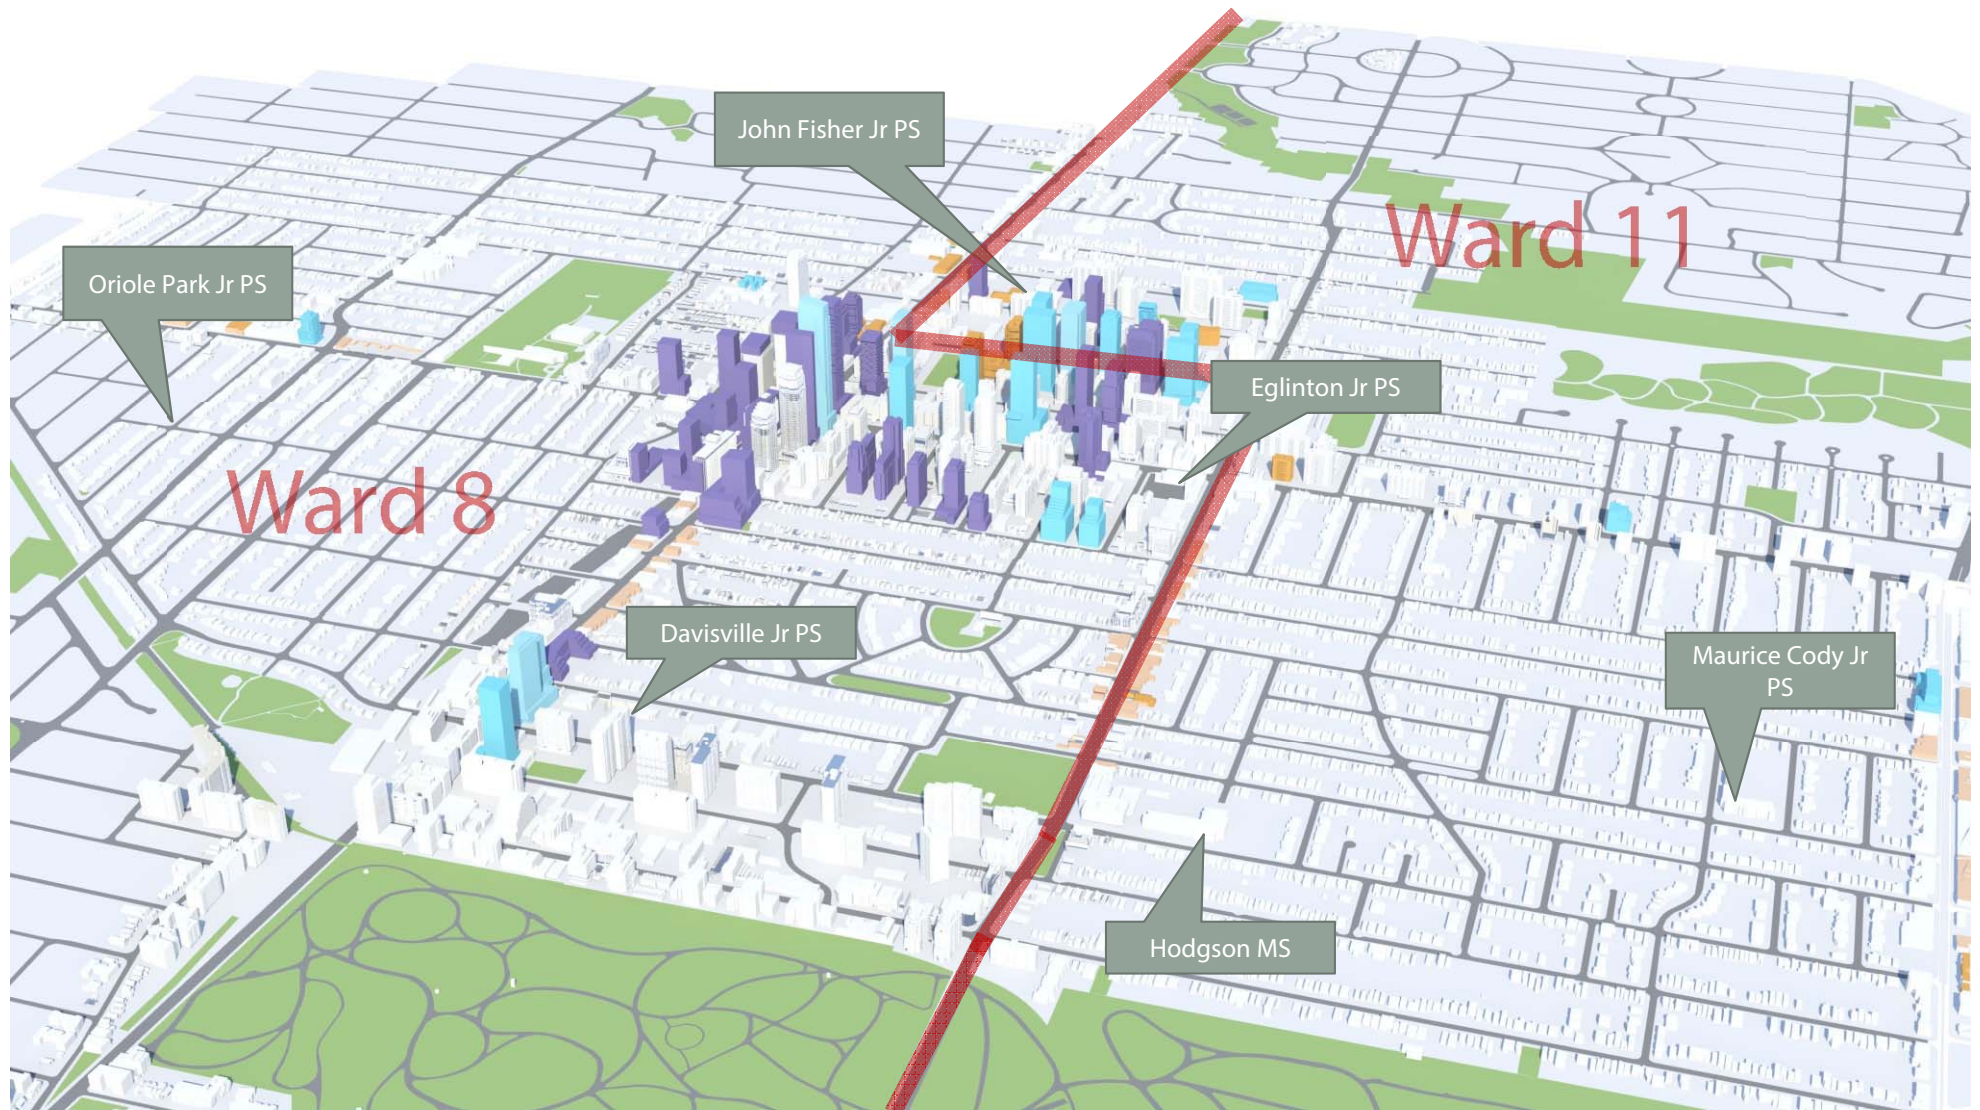 John Fisher Jr PS
Ward 11
Oriole Park Jr PS
Eglinton Jr PS
Ward 8
Davisville Jr PS
Maurice Cody Jr
PS
Hodgson MS